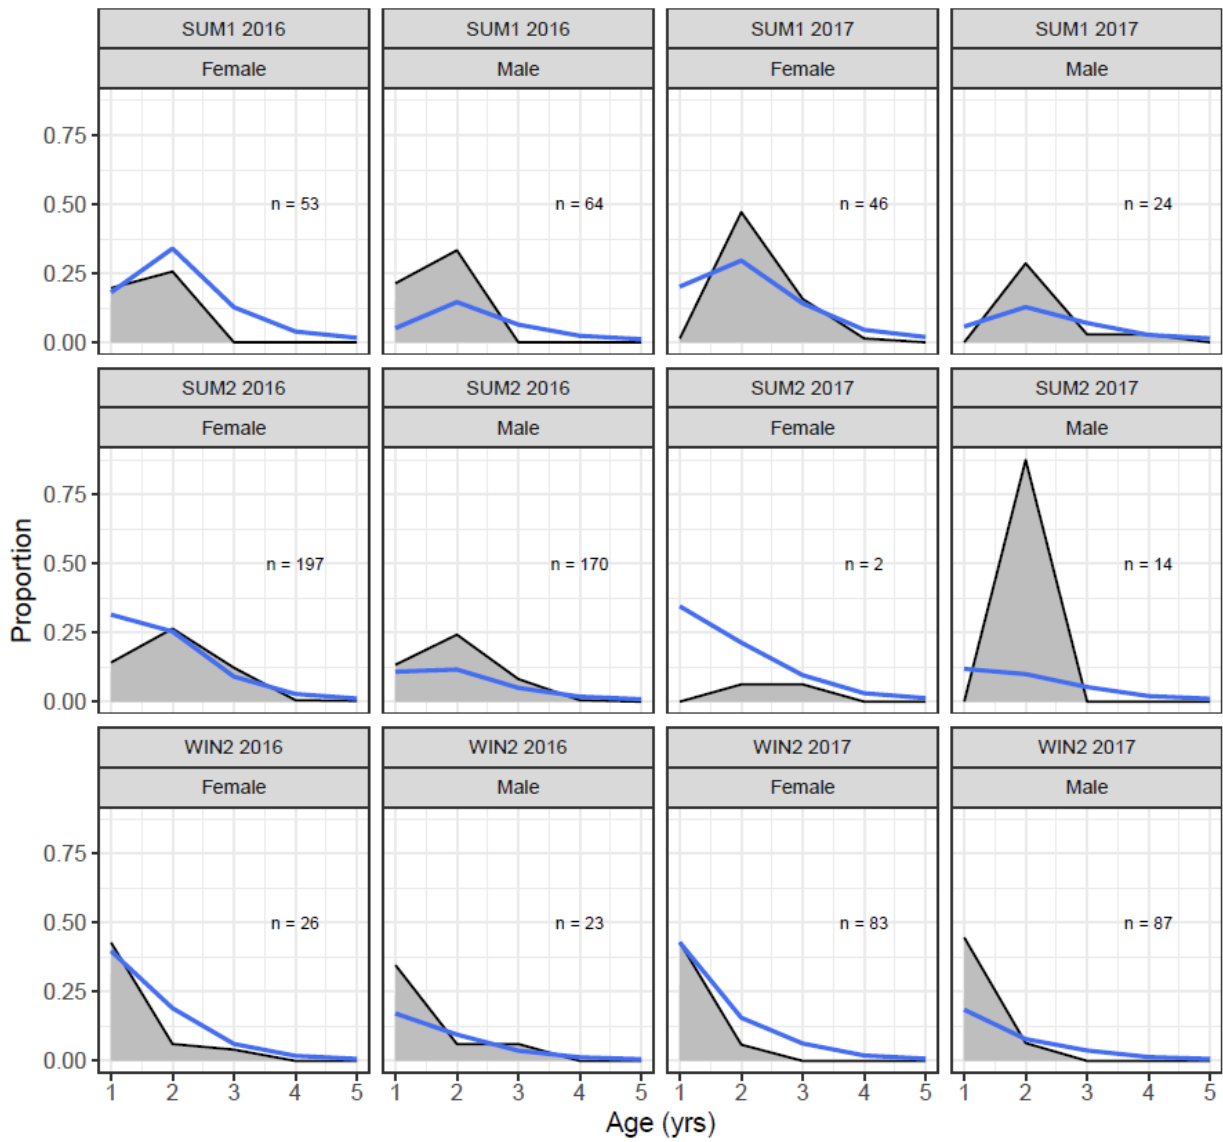 SUM1 2016 SUM1 2016 SUM1 2017 SUM1 2017
Female Male Female Male
0.75
0.50
0.25
0.00
n = 53 n = 64 n = 46 n = 24
SUM2 2016 SUM2 2016 SUM2 2017 SUM2 2017
Female Male Female Male
0.75
0.50
0.25
0.00
n = 197 n = 170 n = 2 n = 14
Proportion
WIN2 2016 WIN2 2016 WIN2 2017 WIN2 2017
Female Male Female Male
0.75
0.50
0.25
0.00
n = 26 n = 23 n = 83 n = 87
1 2 3 4 5 1 2 3 4 5 1 2 3 4 5 1 2 3 4 5
Age (yrs)